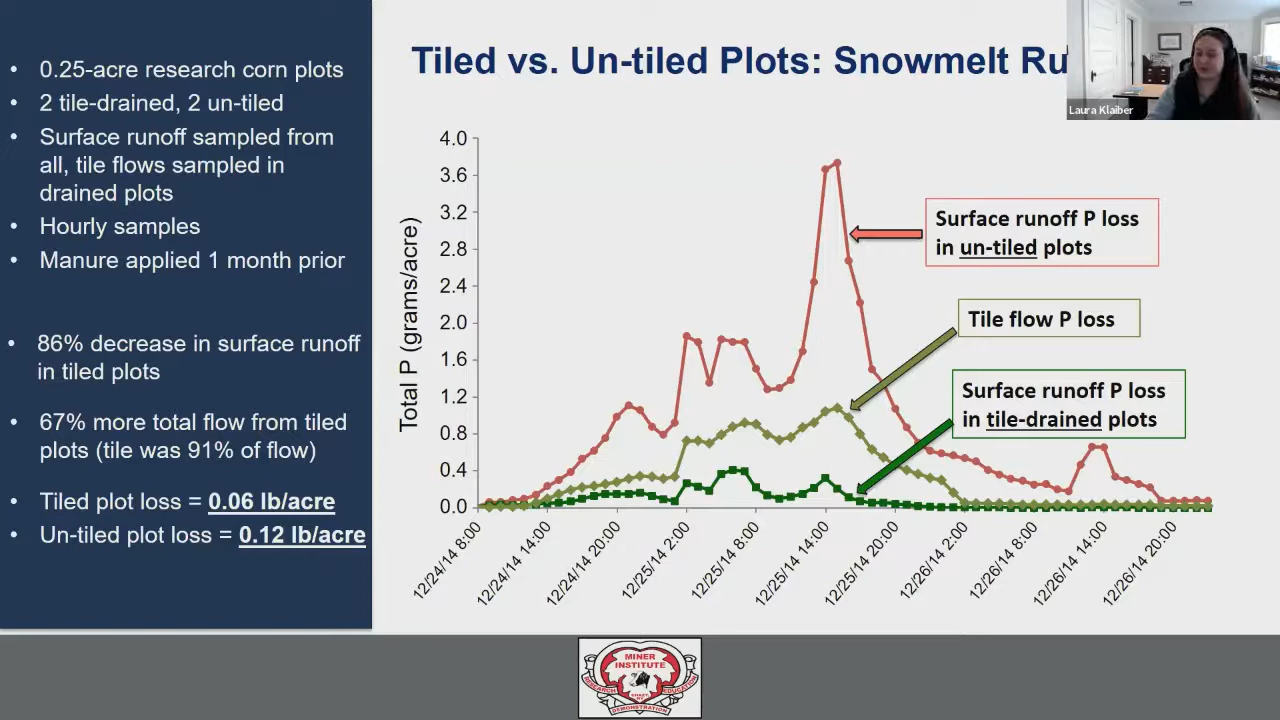 Tiled vs. Un-tiled Plots: Snowmelt Ru
Laura Klaiber
• 0.25-acre research corn plots
• 2 tile-drained, 2 un-tiled
• Surface runoff sampled from
all, tile flows sampled in
drained plots
• Hourly samples
• Manure applied 1 month prior
• 86% decrease in surface runoff
in tiled plots
• 67% more total flow from tiled
plots (tile was 91% of flow)
• Tiled plot loss = 0.06 lb/acre
• Un-tiled plot loss = 0.12 lb/acre
Total P (grams/acre)
4.0
3.6
3.2
2.8
2.4
2.0
1.6
1.2
0.8
0.4
0.0
Surface runoff P loss
in un-tiled plots
Tile flow P loss
Surface runoff P loss
in tile-drained plots
12/24/14 8:00
12/24/14 14:00
12/24/14 20:00
12/25/14 2:00
12/25/14 8:00
12/25/14 14:00
12/25/14 20:00
12/26/14 2:00
12/26/14 8:00
12/26/14 14:00
12/26/14 20:00
MINER
INSTITUTE
RESEARCH
EDUCATION
DEMONSTRATION